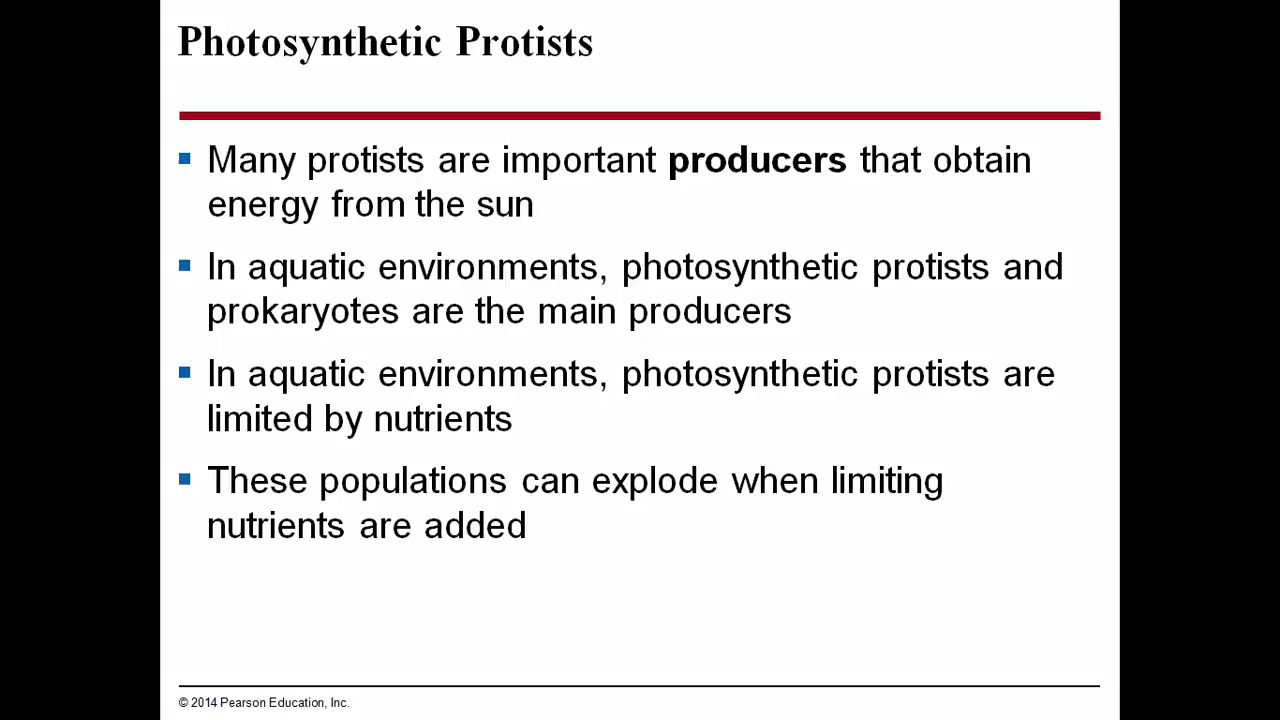 Photosynthetic Protists
Many protists are important producers that obtain
energy from the sun
In aquatic environments, photosynthetic protists and
prokaryotes are the main producers
In aquatic environments, photosynthetic protists are
limited by nutrients
These populations can explode when limiting
nutrients are added
© 2014 Pearson Education, Inc.